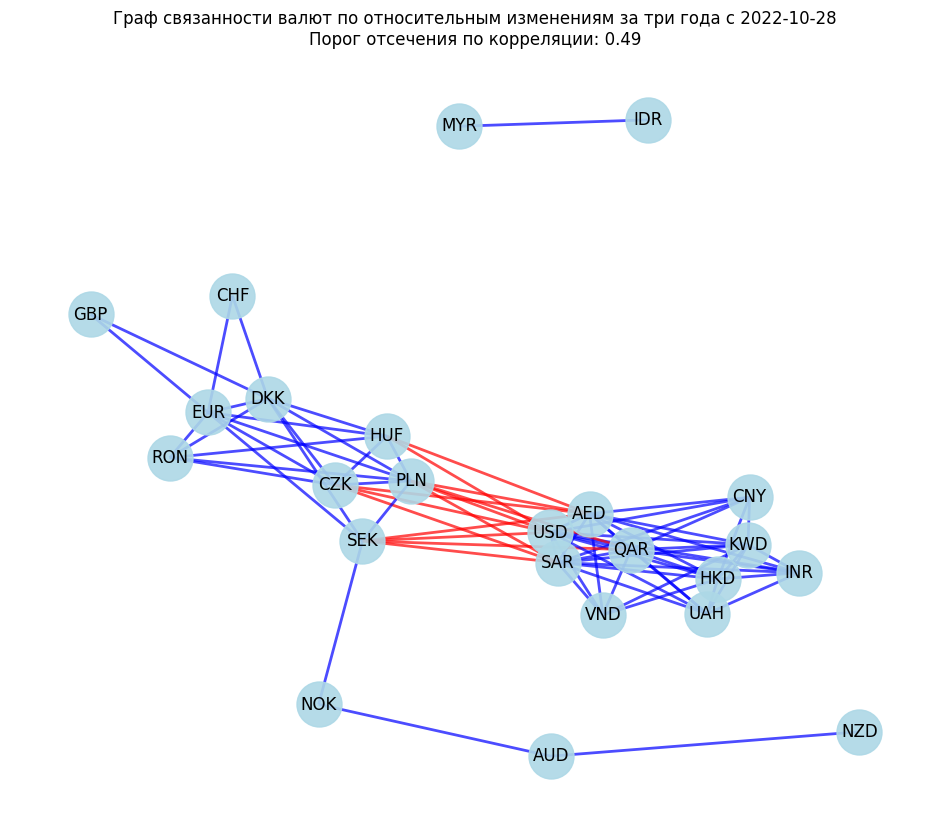 Граф связанности валют по относительным изменениям за три года с 2022-10-28
Порог отсечения по корреляции: 0.49
MYR
IDR
CHF
GBP
DKK
EUR
HUF
RON
CZK
PLN
CNY
AED
USD
SEK
QAR
KWD
SAR
HKD
INR
VND
UAH
NOK
NZD
AUD